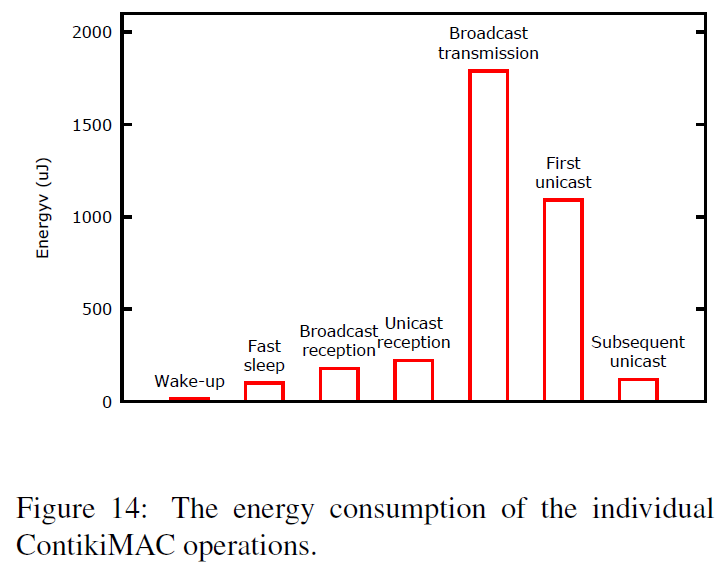 2000
1500
1000
500
0
Energyv (uJ)
Wake-up
Fast
sleep
Broadcast
reception
Unicast
reception
Broadcast
transmission
First
unicast
Subsequent
unicast
Figure 14: The energy consumption of the individual
ContikiMAC operations.